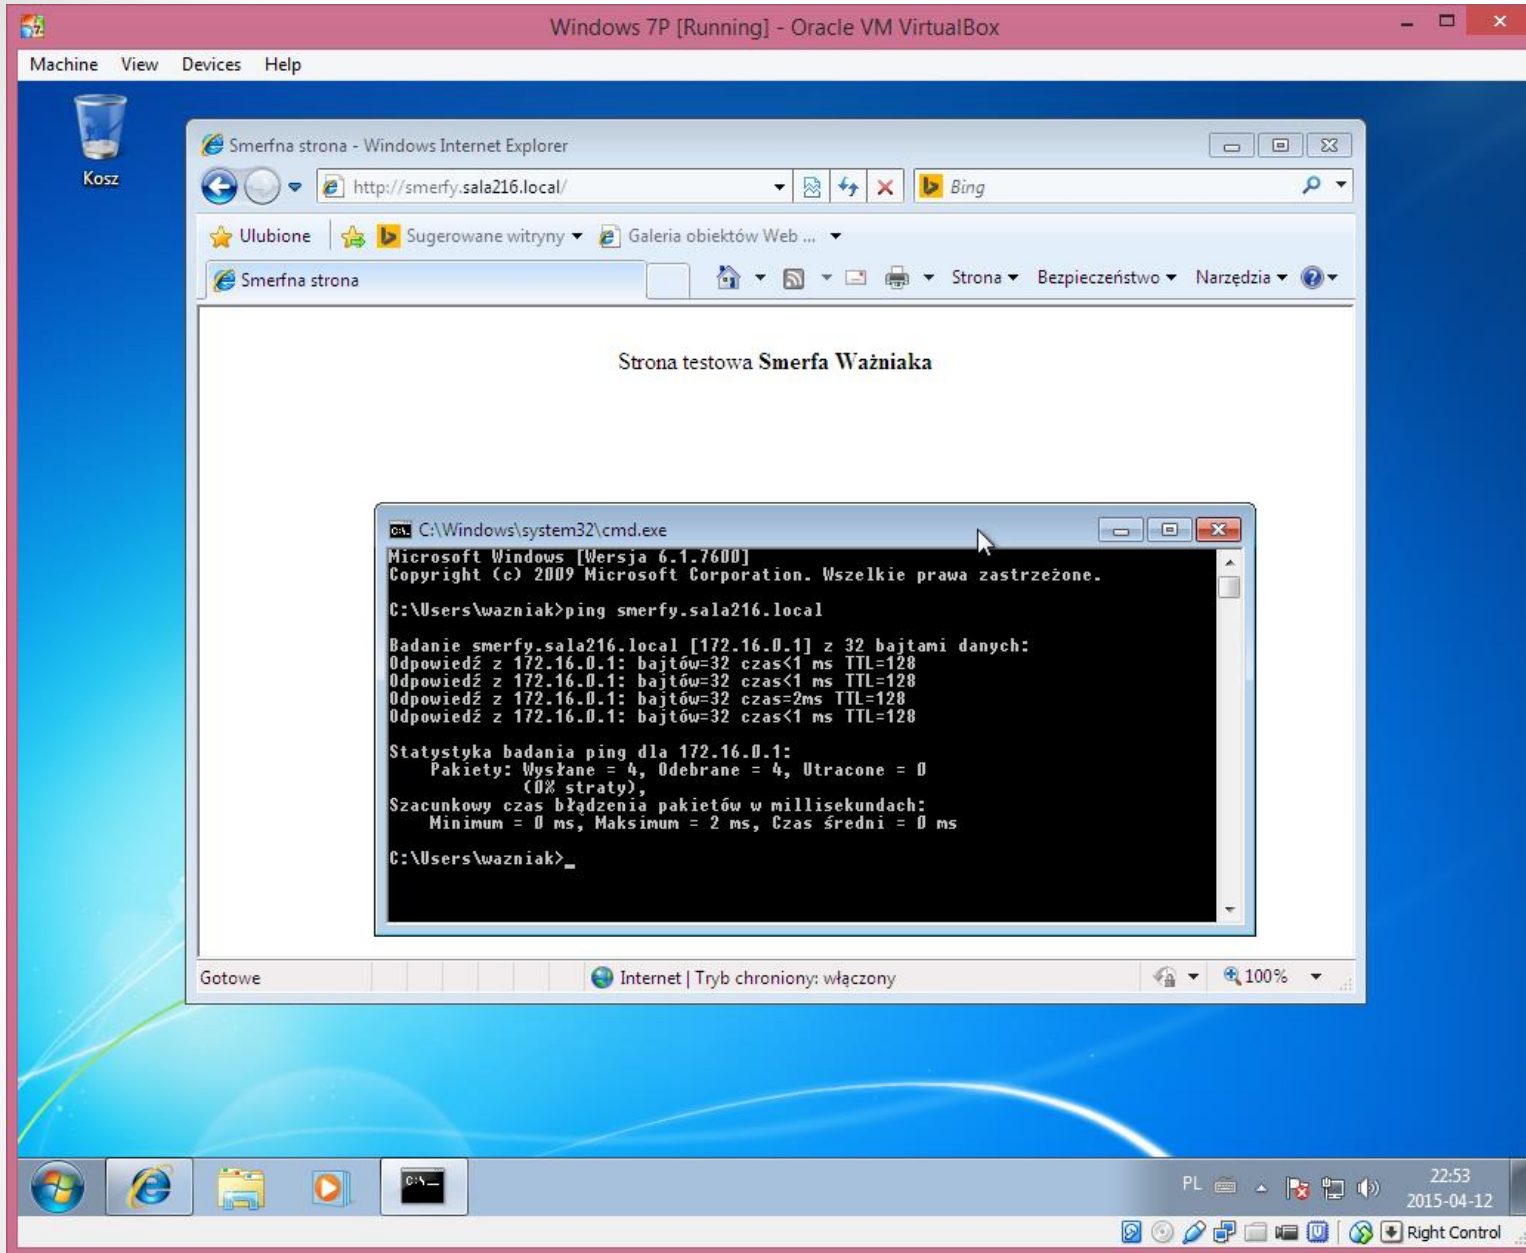 Windows 7P [Running] - Oracle VM VirtualBox
Machine View Devices Help
Kosz
Smerfna strona - Windows Internet Explorer
http://smerfy.sala216.local/
Bing
Ulubione Sugerowane witryny Galeria obiektów Web ...
Smerfna strona
Strona Bezpieczeństwo Narzędzia
Strona testowa Smerfa Ważniaka
C:\Windows\system32\cmd.exe
Microsoft Windows [Wersja 6.1.7600]
Copyright (c) 2009 Microsoft Corporation. Wszelkie prawa zastrzeżone.
C:\Users\wazniak>ping smerfy.sala216.local
Badanie smerfy.sala216.local [172.16.0.1] z 32 bajtami danych:
Odpowiedź z 172.16.0.1: bajtów=32 czas<1 ms TTL=128
Odpowiedź z 172.16.0.1: bajtów=32 czas<1 ms TTL=128
Odpowiedź z 172.16.0.1: bajtów=32 czas=2ms TTL=128
Odpowiedź z 172.16.0.1: bajtów=32 czas<1 ms TTL=128
Statystyka badania ping dla 172.16.0.1:
Pakiety: Wysłane = 4, Odebrane = 4, Utracone = 0
(0% straty),
Szacunkowy czas błądzenia pakietów w millisekundach:
Minimum = 0 ms, Maksimum = 2 ms, Czas średni = 0 ms
C:\Users\wazniak>_
Gotowe
Internet | Tryb chroniony: włączony
100%
PL
22:53
2015-04-12
Right Control